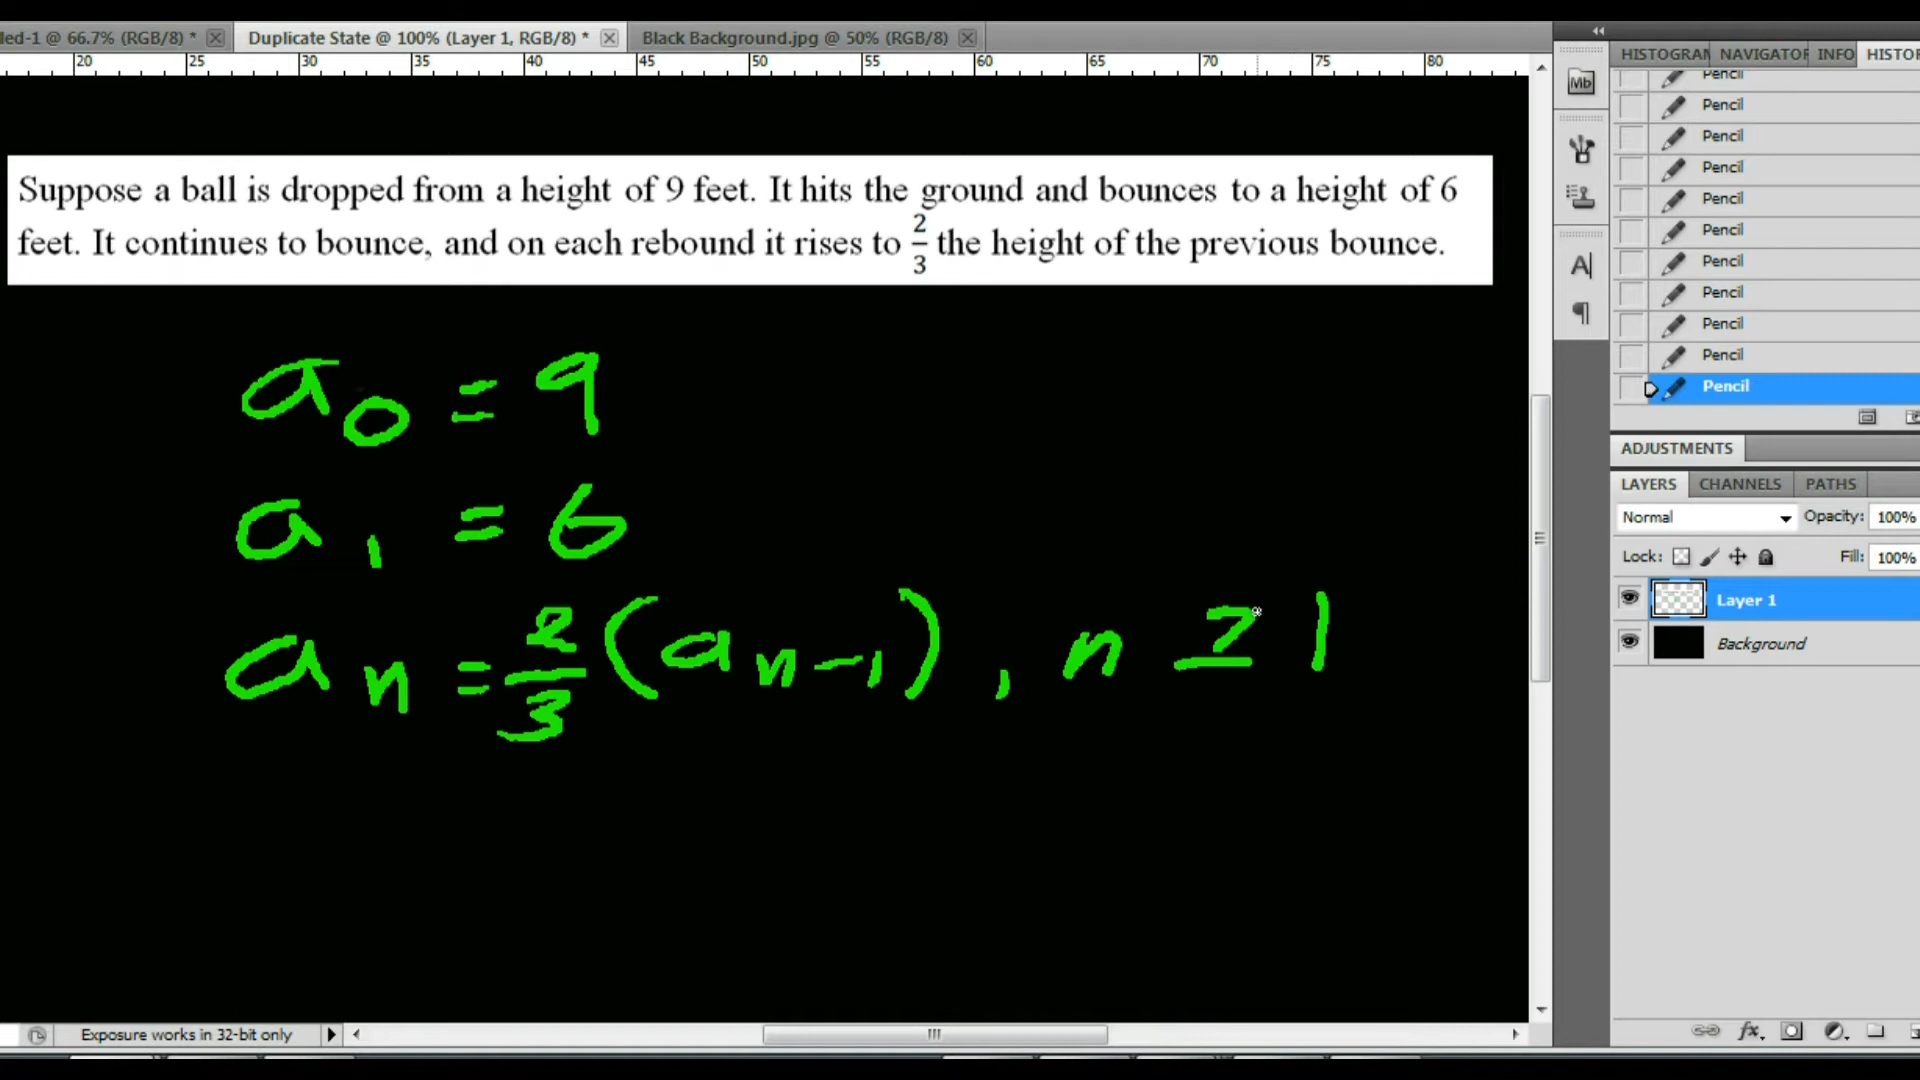 led-1 @ 66.7% (RGB/8) * Duplicate State @ 100% (Layer 1, RGB/8) * Black Background.jpg @ 50% (RGB/8)
20 25 30 35 40 45 50 55 60 65 70 75 80
HISTOGRAM NAVIGATOR INFO HISTOR
Mb
Pencil
Pencil
Pencil
Pencil
Pencil
Pencil
Pencil
Pencil
Pencil
Pencil
Pencil
Suppose a ball is dropped from a height of 9 feet. It hits the ground and bounces to a height of 6
feet. It continues to bounce, and on each rebound it rises to 2/3 the height of the previous bounce.
a₀ = 9
a₁ = 6
aₙ = 2/3 (aₙ₋₁), n ≥ 1
A|
¶
ADJUSTMENTS
LAYERS CHANNELS PATHS
Normal Opacity: 100%
Lock: Fill: 100%
Layer 1
Background
fx
Exposure works in 32-bit only